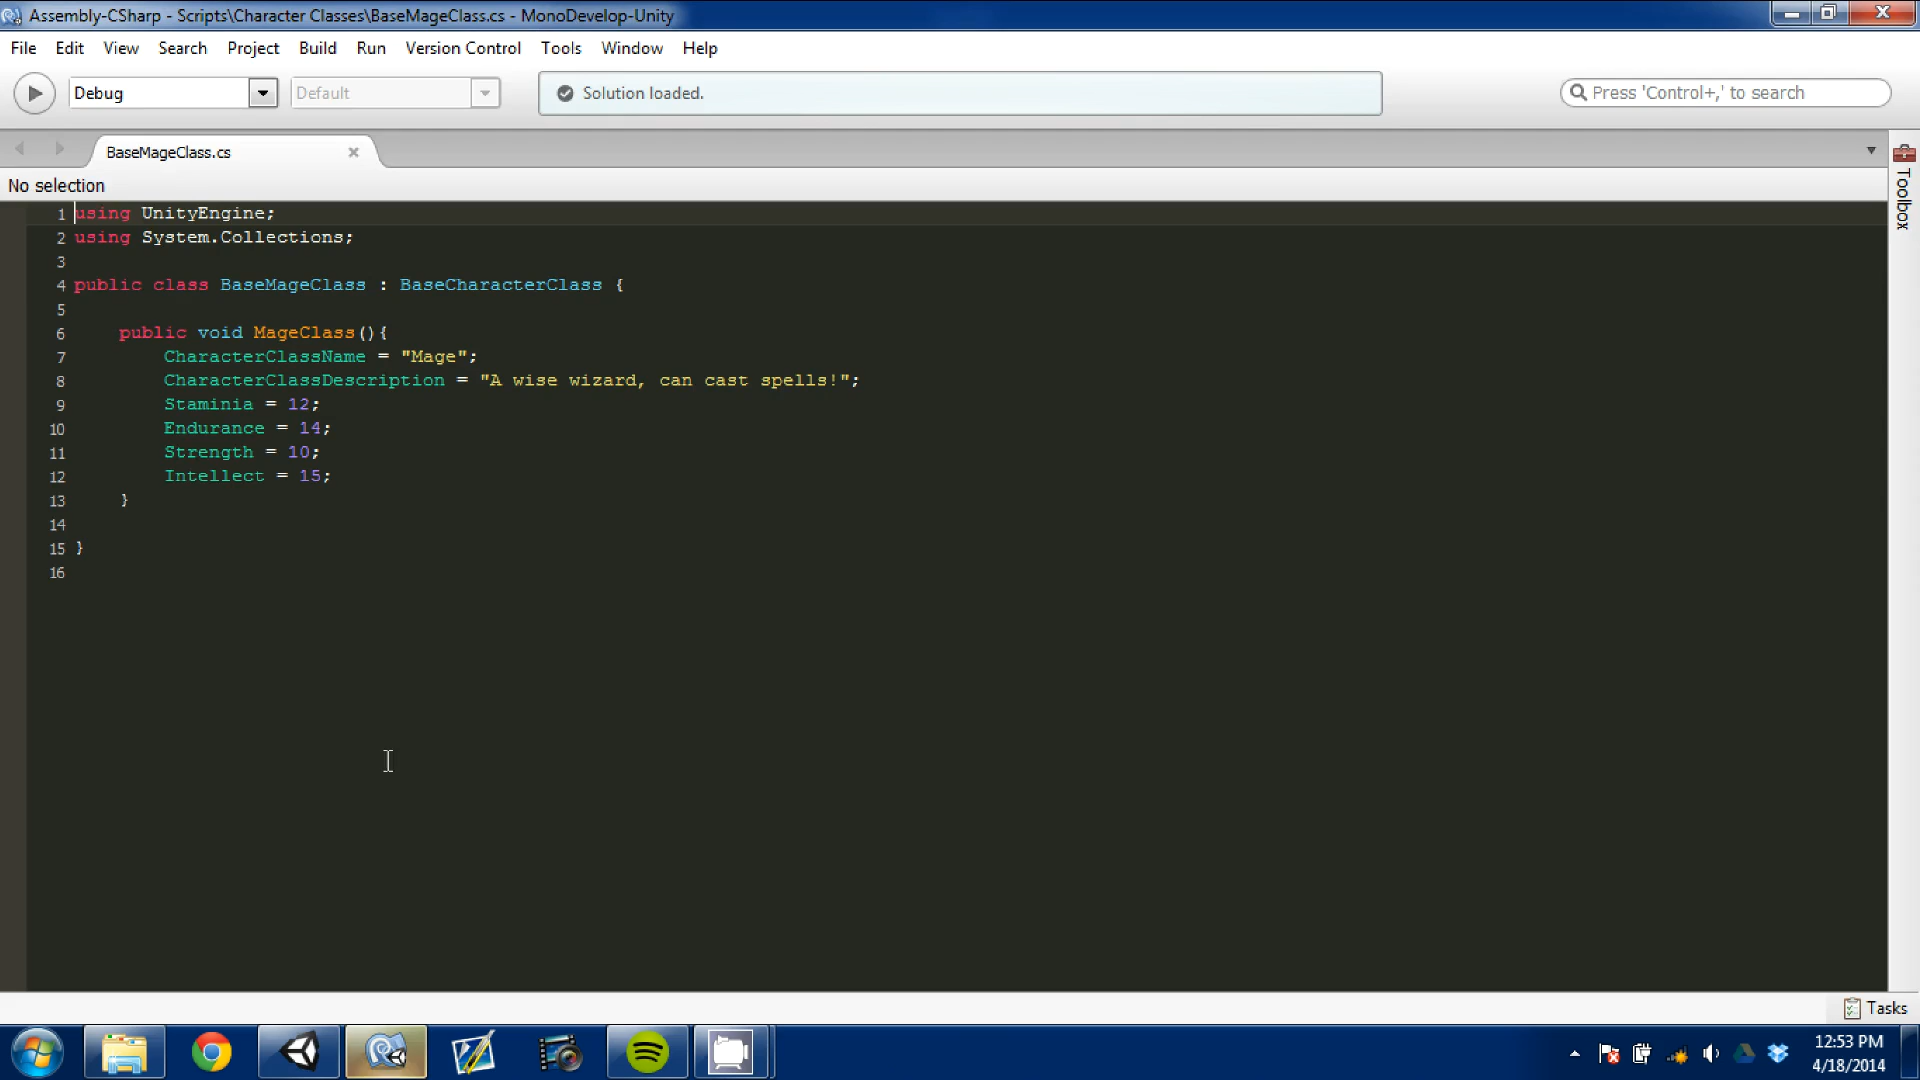 Assembly-CSharp - Scripts\Character Classes\BaseMageClass.cs - MonoDevelop-Unity
File Edit View Search Project Build Run Version Control Tools Window Help
Debug Default Solution loaded. Press 'Control+,' to search
BaseMageClass.cs
Toolbox
No selection
1 using UnityEngine;
2 using System.Collections;
3
4 public class BaseMageClass : BaseCharacterClass {
5
6 public void MageClass(){
7 CharacterClassName = "Mage";
8 CharacterClassDescription = "A wise wizard, can cast spells!";
9 Staminia = 12;
10 Endurance = 14;
11 Strength = 10;
12 Intellect = 15;
13 }
14
15 }
16
Tasks
12:53 PM
4/18/2014